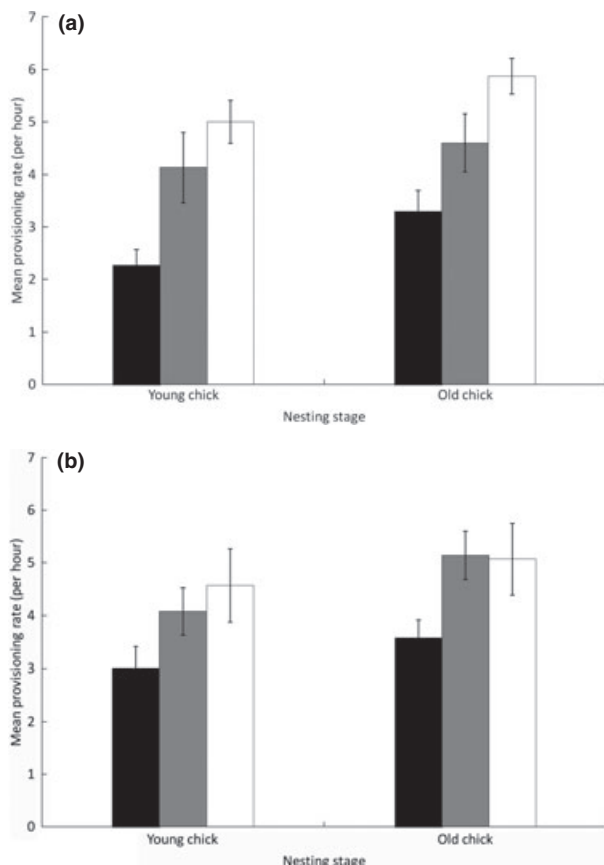 (a)
Mean provisioning rate (per hour)
7
6
5
4
3
2
1
0
Young chick
Old chick
Nesting stage
(b)
Mean provisioning rate (per hour)
7
6
5
4
3
2
1
0
Young chick
Old chick
Nesting stage